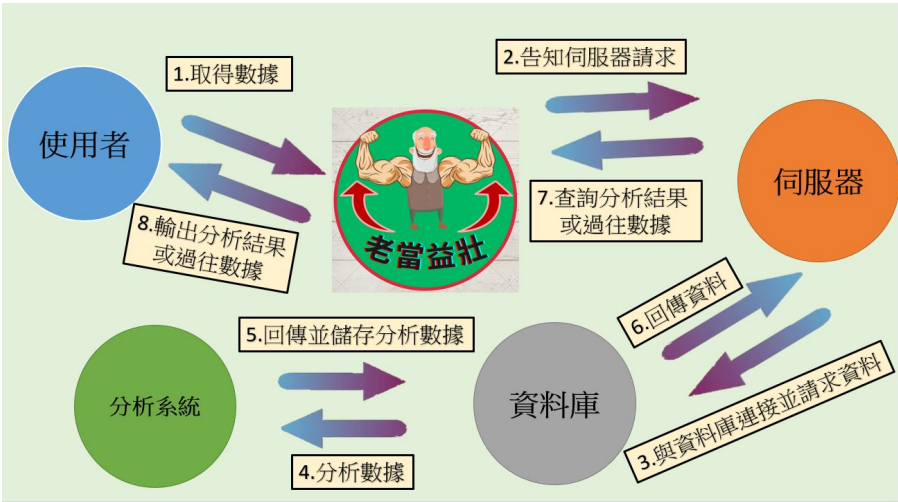 1.取得數據
2.告知伺服器請求
使用者
伺服器
老當益壯
7.查詢分析結果
或過往數據
8.輸出分析結果
或過往數據
6.回傳資料
5.回傳並儲存分析數據
分析系統
資料庫
3.與資料庫連接並請求資料
4.分析數據